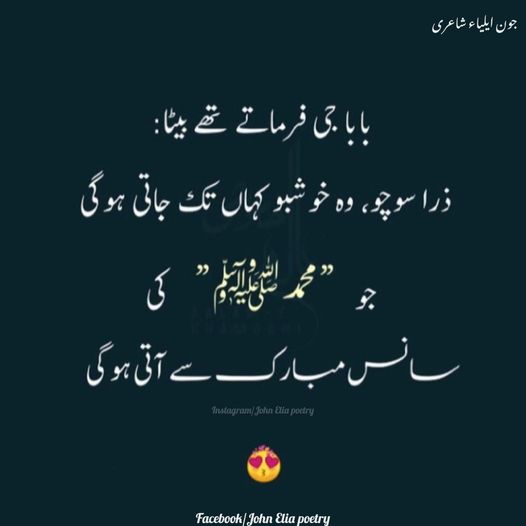 جون ایلیاء شاعری
بابا جی فرماتے تھے بیٹا:
ذرا سوچو، وہ خوشبو کہاں تک جاتی ہوگی
جو ”محمد ﷺ“ کی
سانس مبارک سے آتی ہوگی
Instagram/John Elia poetry
😍
Facebook/John Elia poetry